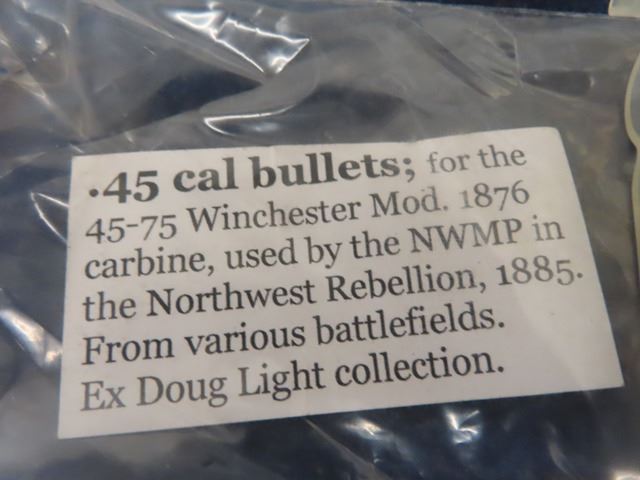 .45 cal bullets; for the
45-75 Winchester Mod. 1876
carbine, used by the NWMP in
the Northwest Rebellion, 1885.
From various battlefields.
Ex Doug Light collection.